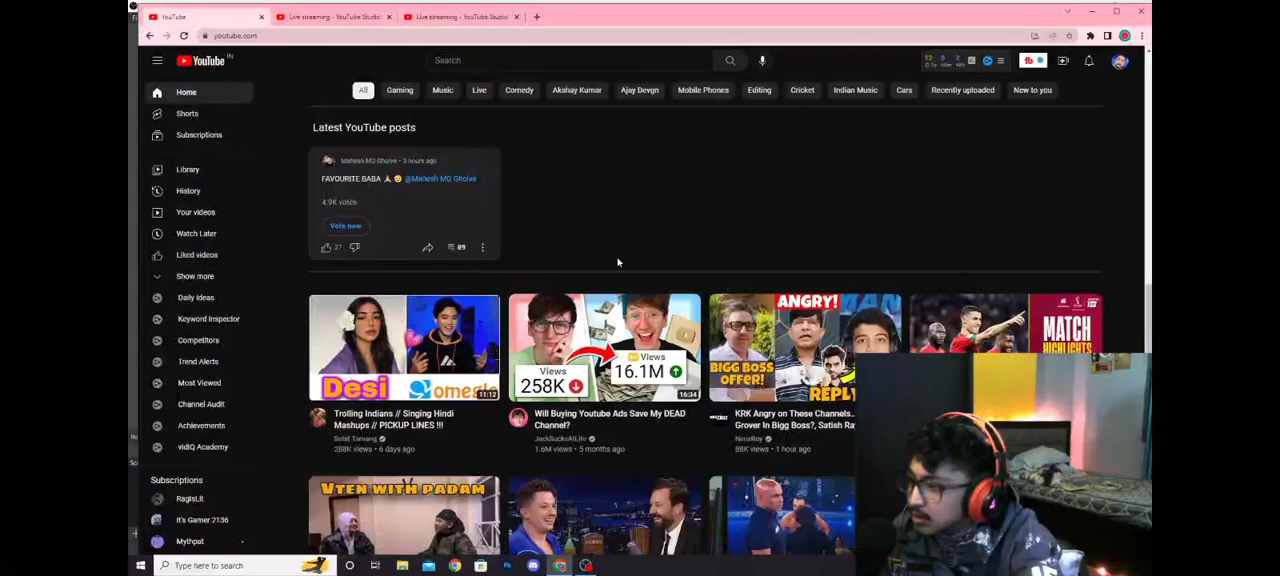 YouTube
Live streaming - YouTube Studio
Live streaming - YouTube Studio
youtube.com
YouTube IN
Search
Home
Shorts
Subscriptions
Library
History
Your videos
Watch Later
Liked videos
Show more
Daily Ideas
Keyword Inspector
Competitors
Trend Alerts
Most Viewed
Channel Audit
Achievements
vidIQ Academy
Subscriptions
RagisLit
It's Gamer 2136
Mythpat
All Gaming Music Live Comedy Akshay Kumar Ajay Devgn Mobile Phones Editing Cricket Indian Music Cars Recently uploaded New to you
Latest YouTube posts
Mahesh MG Gholve • 3 hours ago
FAVOURITE BABA 🙏 😊 @Mahesh MG Gholve
4.9K votes
Vote now
27 89
Desi Omegle
11:12
Trolling Indians // Singing Hindi
Mashups // PICKUP LINES !!!
Sobit Tamang
288K views • 6 days ago
Views
258K
Views
16.1M
16:34
Will Buying Youtube Ads Save My DEAD
Channel?
JackSucksAtLife
1.6M views • 5 months ago
ANGRY!
BAN
BIGG BOSS
OFFER!
REPLY
KRK Angry on These Channels..
Grover In Bigg Boss?, Satish Ray
NeuzBoy
88K views • 1 hour ago
MATCH
HIGHLIGHTS
VTEN WITH PADAM
Type here to search